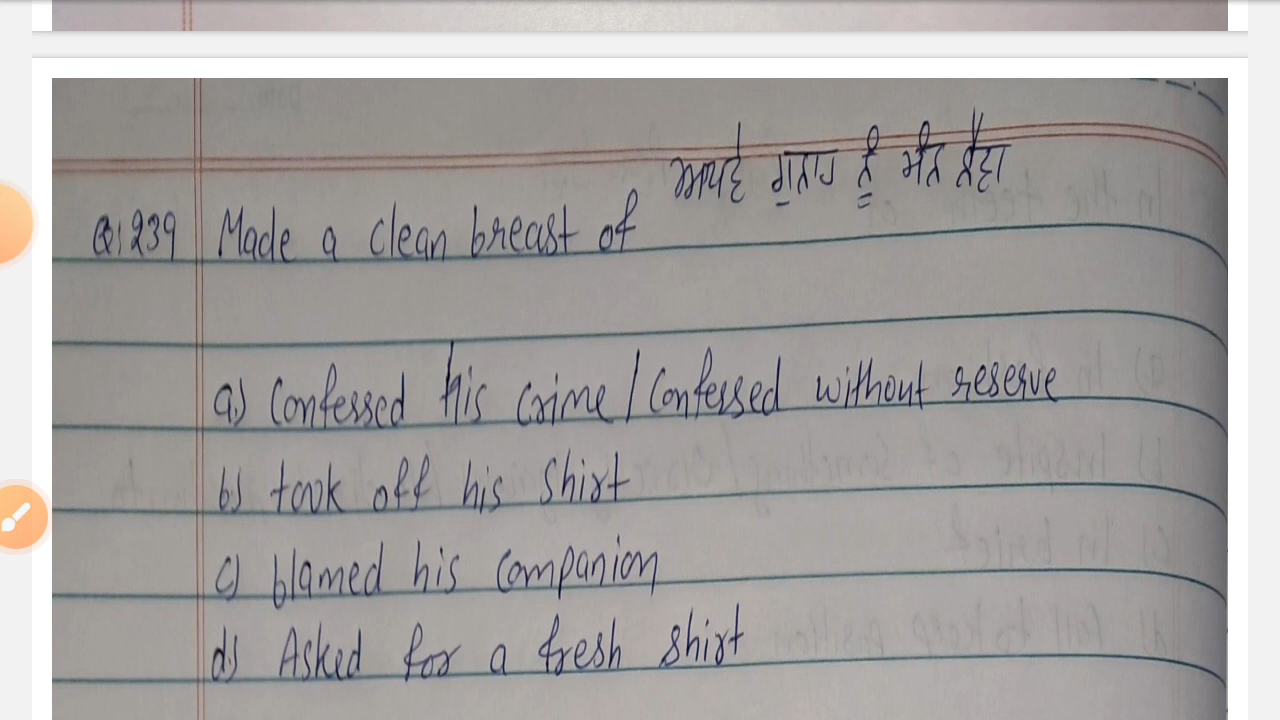 ਆਪਣੇ ਗੁਨਾਹ ਨੂੰ ਮੰਨ ਲੈਣਾ
Q:239 Made a clean breast of
a) Confessed his crime / Confessed without reserve
b) took off his shirt
c) blamed his companion
d) Asked for a fresh shirt